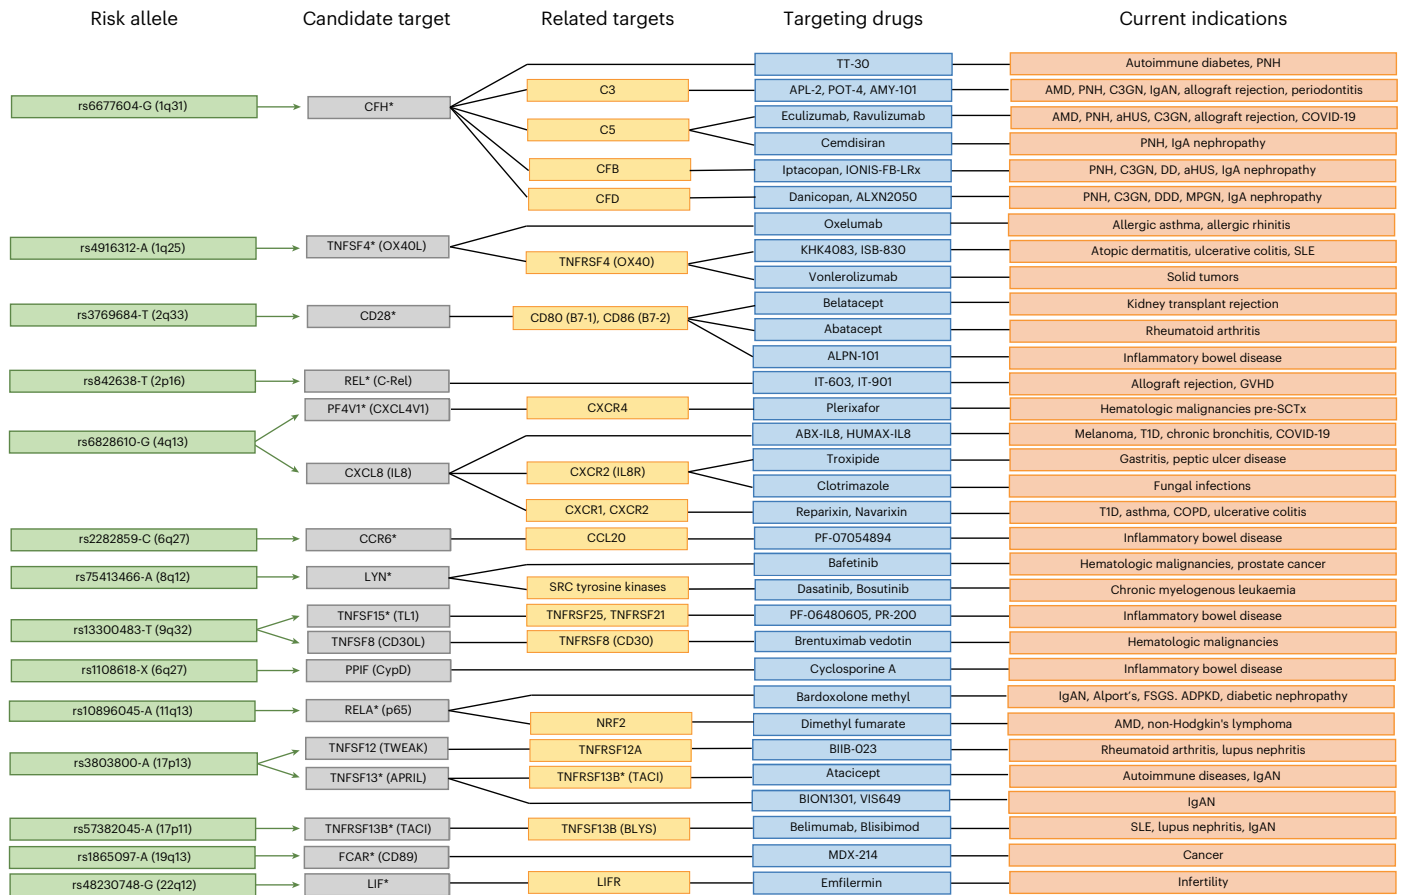 Risk allele	Candidate target	Related targets	Targeting drugs	Current indications
TT-30	Autoimmune diabetes, PNH
C3	APL-2, POT-4, AMY-101	AMD, PNH, C3GN, IgAN, allograft rejection, periodontitis
rs6677604-G (1q31)	CFH*
Eculizumab, Ravulizumab	AMD, PNH, aHUS, C3GN, allograft rejection, COVID-19
C5
Cemdisiran	PNH, IgA nephropathy
CFB	Iptacopan, IONIS-FB-LRx	PNH, C3GN, DD, aHUS, IgA nephropathy
CFD	Danicopan, ALXN2050	PNH, C3GN, DDD, MPGN, IgA nephropathy
Oxelumab	Allergic asthma, allergic rhinitis
rs4916312-A (1q25)	TNFSF4* (OX40L)
TNFRSF4 (OX40)	KHK4083, ISB-830	Atopic dermatitis, ulcerative colitis, SLE
Vonlerolizumab	Solid tumors
Belatacept	Kidney transplant rejection
rs3769684-T (2q33)	CD28*	CD80 (B7-1), CD86 (B7-2)
Abatacept	Rheumatoid arthritis
ALPN-101	Inflammatory bowel disease
rs842638-T (2p16)	REL* (C-Rel)	IT-603, IT-901	Allograft rejection, GVHD
PF4V1* (CXCL4V1)	CXCR4	Plerixafor	Hematologic malignancies pre-SCTx
rs6828610-G (4q13)
ABX-IL8, HUMAX-IL8	Melanoma, T1D, chronic bronchitis, COVID-19
Troxipide	Gastritis, peptic ulcer disease
CXCL8 (IL8)	CXCR2 (IL8R)
Clotrimazole	Fungal infections
CXCR1, CXCR2	Reparixin, Navarixin	T1D, asthma, COPD, ulcerative colitis
rs2282859-C (6q27)	CCR6*	CCL20	PF-07054894	Inflammatory bowel disease
Bafetinib	Hematologic malignancies, prostate cancer
rs75413466-A (8q12)	LYN*
SRC tyrosine kinases	Dasatinib, Bosutinib	Chronic myelogenous leukaemia
TNFSF15* (TL1)	TNFRSF25, TNFRSF21	PF-06480605, PR-200	Inflammatory bowel disease
rs13300483-T (9q32)
TNFSF8 (CD30L)	TNFRSF8 (CD30)	Brentuximab vedotin	Hematologic malignancies
rs1108618-X (6q27)	PPIF (CypD)	Cyclosporine A	Inflammatory bowel disease
Bardoxolone methyl	IgAN, Alport's, FSGS. ADPKD, diabetic nephropathy
rs10896045-A (11q13)	RELA* (p65)
NRF2	Dimethyl fumarate	AMD, non-Hodgkin's lymphoma
TNFSF12 (TWEAK)	TNFRSF12A	BIIB-023	Rheumatoid arthritis, lupus nephritis
rs3803800-A (17p13)
TNFSF13* (APRIL)	TNFRSF13B* (TACI)	Atacicept	Autoimmune diseases, IgAN
BION1301, VIS649	IgAN
rs57382045-A (17p11)	TNFRSF13B* (TACI)	TNFSF13B (BLYS)	Belimumab, Blisibimod	SLE, lupus nephritis, IgAN
rs1865097-A (19q13)	FCAR* (CD89)	MDX-214	Cancer
rs48230748-G (22q12)	LIF*	LIFR	Emfilermin	Infertility